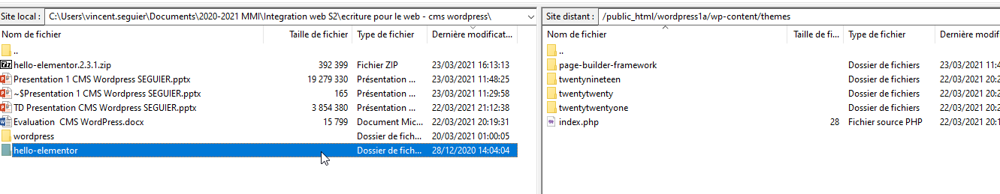 Site local : C:\Users\vincent.seguier\Documents\2020-2021 MMI\Integration web S2\ecriture pour le web - cms wordpress\
Nom de fichier Taille de fichier Type de fichier Dernière modificat...
..
hello-elementor.2.3.1.zip 392 399 Fichier ZIP 23/03/2021 16:13:13
Presentation 1 CMS Wordpress SEGUIER.pptx 19 279 330 Présentation ... 23/03/2021 11:48:25
~$Presentation 1 CMS Wordpress SEGUIER.pptx 165 Présentation ... 23/03/2021 11:29:58
TD Presentation CMS Wordpress SEGUIER.pptx 3 854 380 Présentation ... 22/03/2021 21:12:38
Evaluation  CMS WordPress.docx 15 799 Document Mic... 22/03/2021 20:19:31
wordpress Dossier de fich... 20/03/2021 01:00:05
hello-elementor Dossier de fich... 28/12/2020 14:04:04
Site distant : /public_html/wordpress1a/wp-content/themes
Nom de fichier Taille de fi... Type de fichier Dernière modif
..
page-builder-framework Dossier de fichiers 23/03/2021 11:4
twentynineteen Dossier de fichiers 22/03/2021 20:2
twentytwenty Dossier de fichiers 22/03/2021 20:2
twentytwentyone Dossier de fichiers 22/03/2021 20:2
index.php 28 Fichier source PHP 22/03/2021 20:1